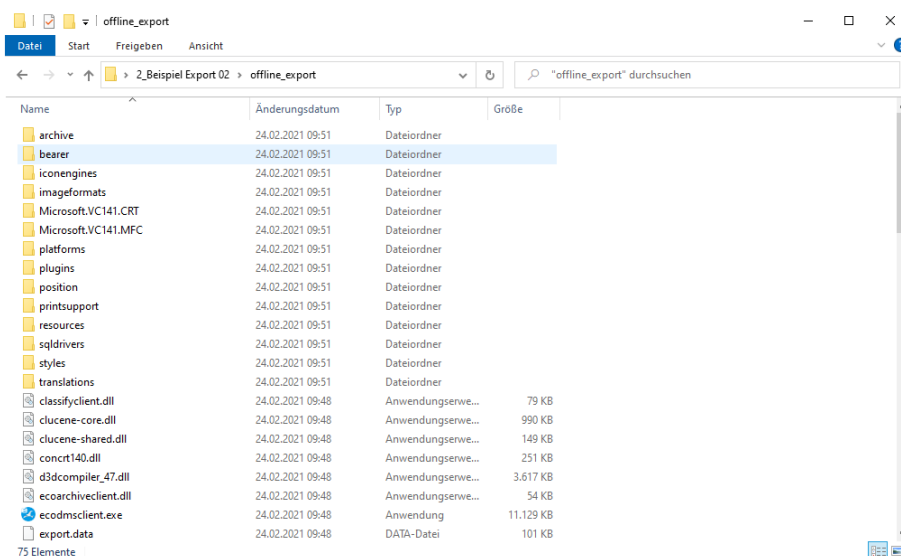 offline_export
Datei Start Freigeben Ansicht
2_Beispiel Export 02 › offline_export "offline_export" durchsuchen
Name Änderungsdatum Typ Größe
archive 24.02.2021 09:51 Dateiordner
bearer 24.02.2021 09:51 Dateiordner
iconengines 24.02.2021 09:51 Dateiordner
imageformats 24.02.2021 09:51 Dateiordner
Microsoft.VC141.CRT 24.02.2021 09:51 Dateiordner
Microsoft.VC141.MFC 24.02.2021 09:51 Dateiordner
platforms 24.02.2021 09:51 Dateiordner
plugins 24.02.2021 09:51 Dateiordner
position 24.02.2021 09:51 Dateiordner
printsupport 24.02.2021 09:51 Dateiordner
resources 24.02.2021 09:51 Dateiordner
sqldrivers 24.02.2021 09:51 Dateiordner
styles 24.02.2021 09:51 Dateiordner
translations 24.02.2021 09:51 Dateiordner
classifyclient.dll 24.02.2021 09:48 Anwendungserwe... 79 KB
clucene-core.dll 24.02.2021 09:48 Anwendungserwe... 990 KB
clucene-shared.dll 24.02.2021 09:48 Anwendungserwe... 149 KB
concrt140.dll 24.02.2021 09:48 Anwendungserwe... 251 KB
d3dcompiler_47.dll 24.02.2021 09:48 Anwendungserwe... 3.617 KB
ecoarchiveclient.dll 24.02.2021 09:48 Anwendungserwe... 54 KB
ecodmsclient.exe 24.02.2021 09:48 Anwendung 11.129 KB
export.data 24.02.2021 09:48 DATA-Datei 101 KB
75 Elemente